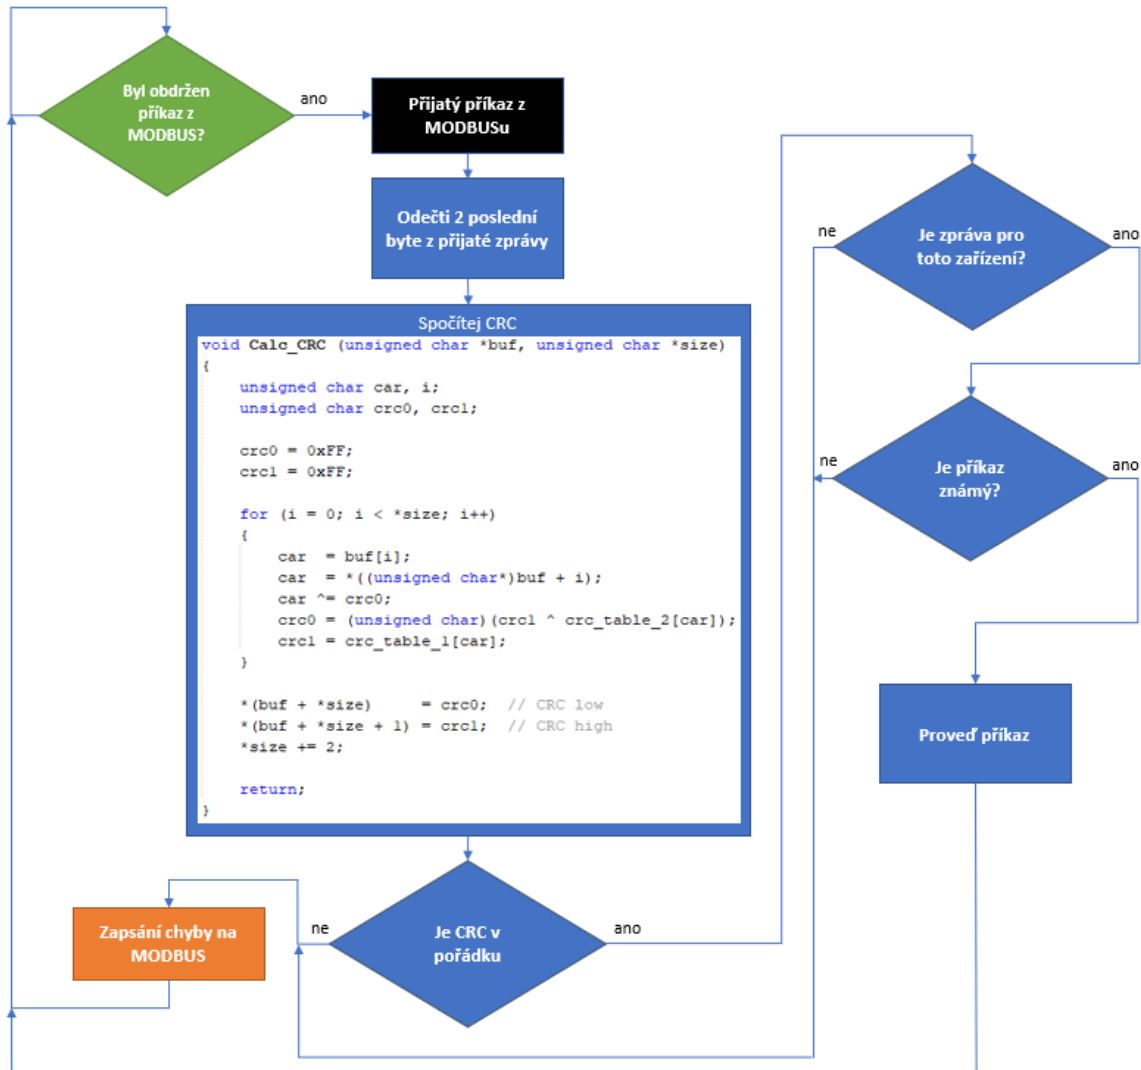 Byl obdržen
příkaz z
MODBUS?
ano
Přijatý příkaz z
MODBUSu
Odečti 2 poslední
byte z přijaté zprávy
Spočítej CRC
void Calc_CRC (unsigned char *buf, unsigned char *size)
{
    unsigned char car, i;
    unsigned char crc0, crc1;

    crc0 = 0xFF;
    crc1 = 0xFF;

    for (i = 0; i < *size; i++)
    {
        car  = buf[i];
        car  = *((unsigned char*)buf + i);
        car ^= crc0;
        crc0 = (unsigned char)(crc1 ^ crc_table_2[car]);
        crc1 = crc_table_1[car];
    }

    *(buf + *size)     = crc0;  // CRC low
    *(buf + *size + 1) = crc1;  // CRC high
    *size += 2;

    return;
}
Je CRC v
pořádku
ne
ano
Zapsání chyby na
MODBUS
Je zpráva pro
toto zařízení?
ne
ano
Je příkaz
známý?
ne
ano
Proveď příkaz